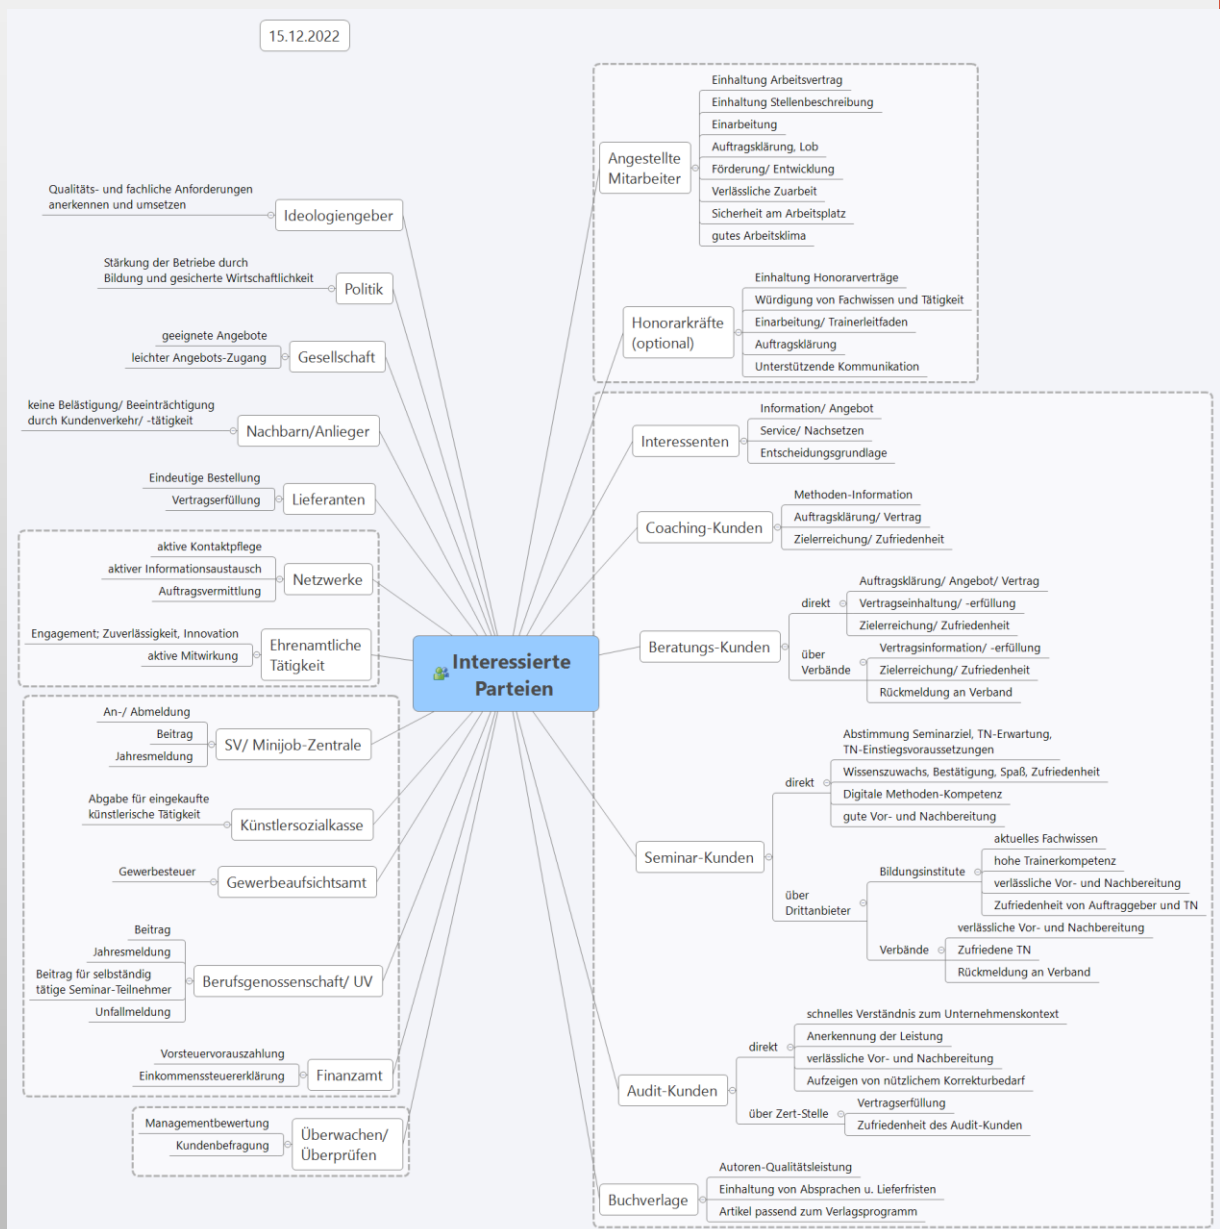 15.12.2022
Interessierte
Parteien
Ideologiengeber
Qualitäts- und fachliche Anforderungen
anerkennen und umsetzen
Politik
Stärkung der Betriebe durch
Bildung und gesicherte Wirtschaftlichkeit
Gesellschaft
geeignete Angebote
leichter Angebots-Zugang
Nachbarn/Anlieger
keine Belästigung/ Beeinträchtigung
durch Kundenverkehr/ -tätigkeit
Lieferanten
Eindeutige Bestellung
Vertragserfüllung
Netzwerke
aktive Kontaktpflege
aktiver Informationsaustausch
Auftragsvermittlung
Ehrenamtliche
Tätigkeit
Engagement; Zuverlässigkeit, Innovation
aktive Mitwirkung
SV/ Minijob-Zentrale
An-/ Abmeldung
Beitrag
Jahresmeldung
Künstlersozialkasse
Abgabe für eingekaufte
künstlerische Tätigkeit
Gewerbeaufsichtsamt
Gewerbesteuer
Berufsgenossenschaft/ UV
Beitrag
Jahresmeldung
Beitrag für selbständig
tätige Seminar-Teilnehmer
Unfallmeldung
Finanzamt
Vorsteuervorauszahlung
Einkommenssteuererklärung
Überwachen/
Überprüfen
Managementbewertung
Kundenbefragung
Angestellte
Mitarbeiter
Einhaltung Arbeitsvertrag
Einhaltung Stellenbeschreibung
Einarbeitung
Auftragsklärung, Lob
Förderung/ Entwicklung
Verlässliche Zuarbeit
Sicherheit am Arbeitsplatz
gutes Arbeitsklima
Honorarkräfte
(optional)
Einhaltung Honorarverträge
Würdigung von Fachwissen und Tätigkeit
Einarbeitung/ Trainerleitfaden
Auftragsklärung
Unterstützende Kommunikation
Interessenten
Information/ Angebot
Service/ Nachsetzen
Entscheidungsgrundlage
Coaching-Kunden
Methoden-Information
Auftragsklärung/ Vertrag
Zielerreichung/ Zufriedenheit
Beratungs-Kunden
direkt
Auftragsklärung/ Angebot/ Vertrag
Vertragseinhaltung/ -erfüllung
Zielerreichung/ Zufriedenheit
über
Verbände
Vertragsinformation/ -erfüllung
Zielerreichung/ Zufriedenheit
Rückmeldung an Verband
Seminar-Kunden
direkt
Abstimmung Seminarziel, TN-Erwartung,
TN-Einstiegsvoraussetzungen
Wissenszuwachs, Bestätigung, Spaß, Zufriedenheit
Digitale Methoden-Kompetenz
gute Vor- und Nachbereitung
über
Drittanbieter
Bildungsinstitute
aktuelles Fachwissen
hohe Trainerkompetenz
verlässliche Vor- und Nachbereitung
Zufriedenheit von Auftraggeber und TN
Verbände
verlässliche Vor- und Nachbereitung
Zufriedene TN
Rückmeldung an Verband
Audit-Kunden
direkt
schnelles Verständnis zum Unternehmenskontext
Anerkennung der Leistung
verlässliche Vor- und Nachbereitung
Aufzeigen von nützlichem Korrekturbedarf
über Zert-Stelle
Vertragserfüllung
Zufriedenheit des Audit-Kunden
Buchverlage
Autoren-Qualitätsleistung
Einhaltung von Absprachen u. Lieferfristen
Artikel passend zum Verlagsprogramm